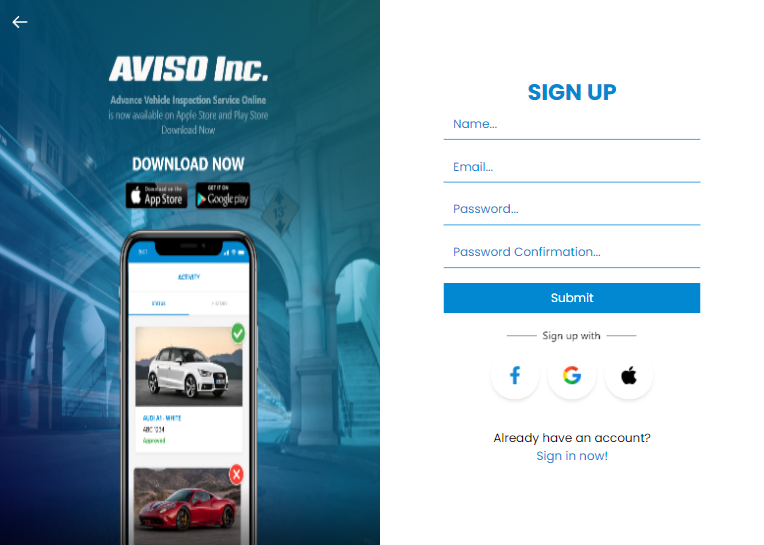 AVISO Inc.
Advance Vehicle Inspection Service Online
is now available on Apple Store and Play Store
Download Now
DOWNLOAD NOW
Download on the
App Store
GET IT ON
Google play
ACTIVITY
AUDI A1 - WHITE
ABC 1234
Approved
SIGN UP
Name...
Email...
Password...
Password Confirmation...
Submit
Sign up with
Already have an account?
Sign in now!